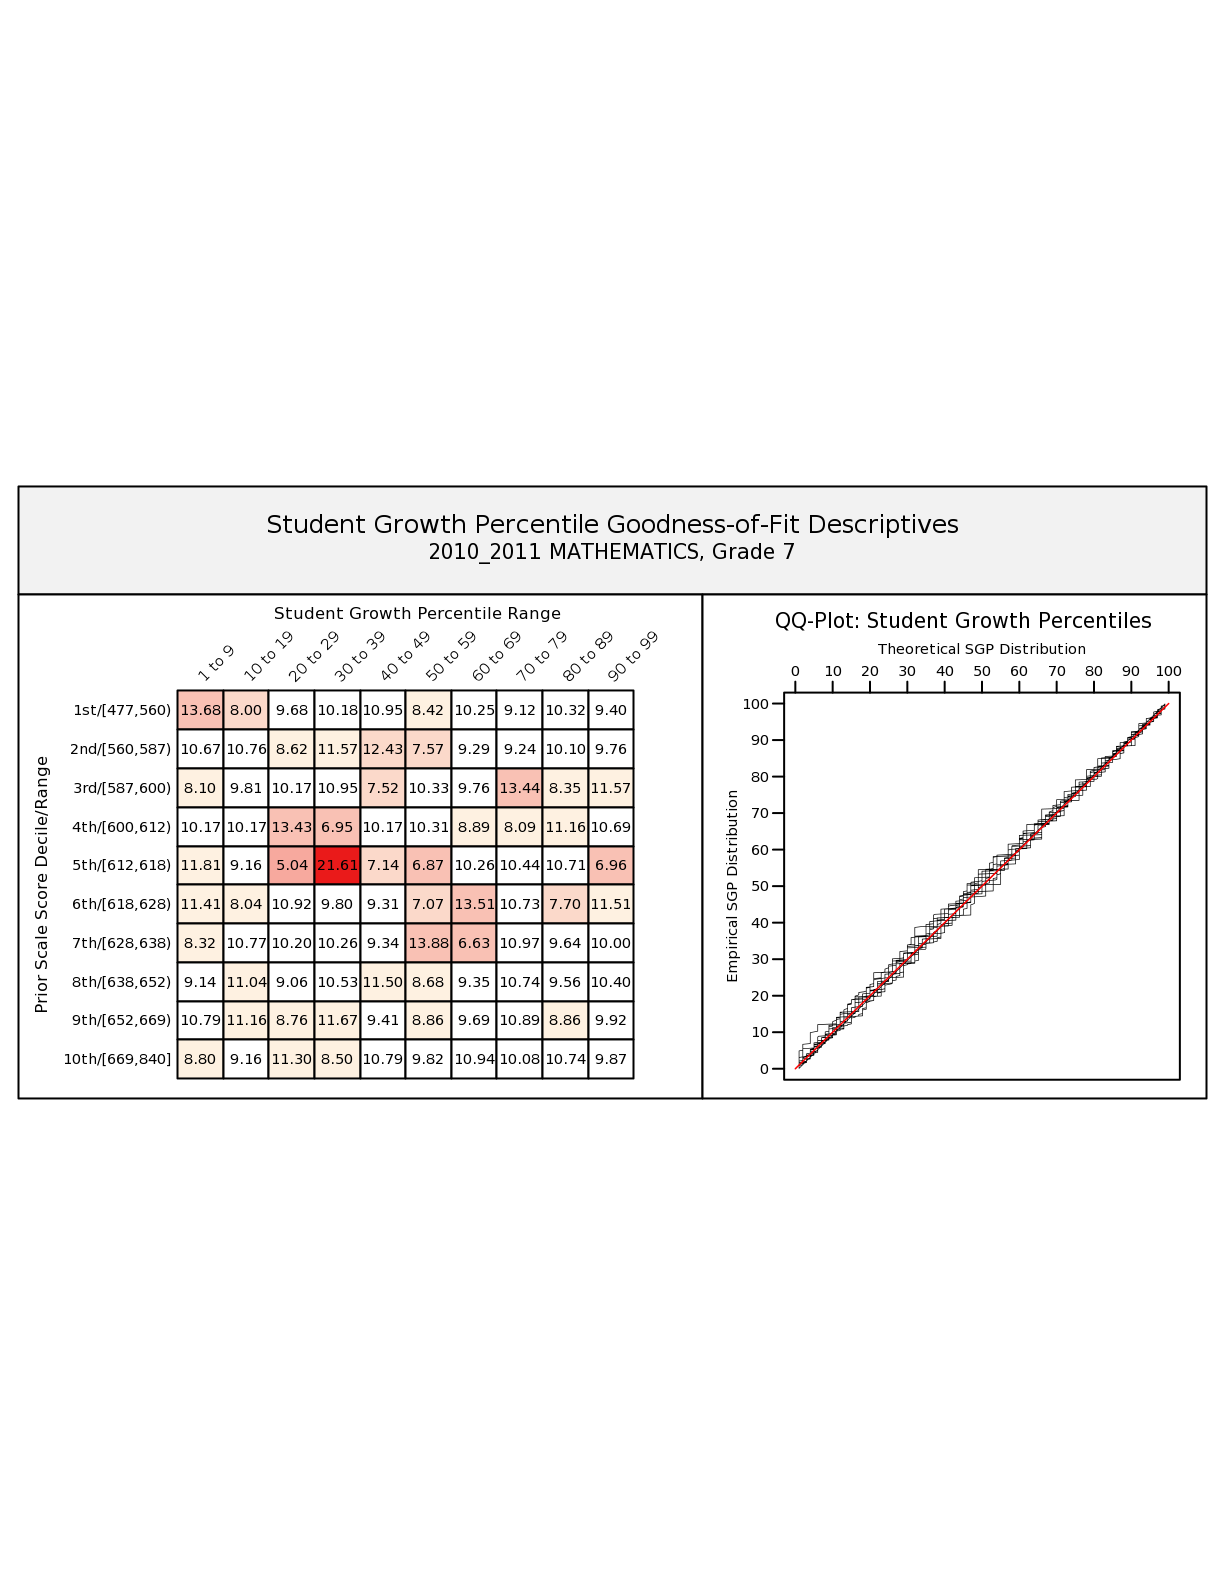 Student Growth Percentile Goodness-of-Fit Descriptives
2010_2011 MATHEMATICS, Grade 7
Student Growth Percentile Range
1 to 9 10 to 19 20 to 29 30 to 39 40 to 49 50 to 59 60 to 69 70 to 79 80 to 89 90 to 99
Prior Scale Score Decile/Range
1st/[477,560) 13.68 8.00 9.68 10.18 10.95 8.42 10.25 9.12 10.32 9.40
2nd/[560,587) 10.67 10.76 8.62 11.57 12.43 7.57 9.29 9.24 10.10 9.76
3rd/[587,600) 8.10 9.81 10.17 10.95 7.52 10.33 9.76 13.44 8.35 11.57
4th/[600,612) 10.17 10.17 13.43 6.95 10.17 10.31 8.89 8.09 11.16 10.69
5th/[612,618) 11.81 9.16 5.04 21.61 7.14 6.87 10.26 10.44 10.71 6.96
6th/[618,628) 11.41 8.04 10.92 9.80 9.31 7.07 13.51 10.73 7.70 11.51
7th/[628,638) 8.32 10.77 10.20 10.26 9.34 13.88 6.63 10.97 9.64 10.00
8th/[638,652) 9.14 11.04 9.06 10.53 11.50 8.68 9.35 10.74 9.56 10.40
9th/[652,669) 10.79 11.16 8.76 11.67 9.41 8.86 9.69 10.89 8.86 9.92
10th/[669,840] 8.80 9.16 11.30 8.50 10.79 9.82 10.94 10.08 10.74 9.87
QQ-Plot: Student Growth Percentiles
Theoretical SGP Distribution
0 10 20 30 40 50 60 70 80 90 100
Empirical SGP Distribution
100
90
80
70
60
50
40
30
20
10
0